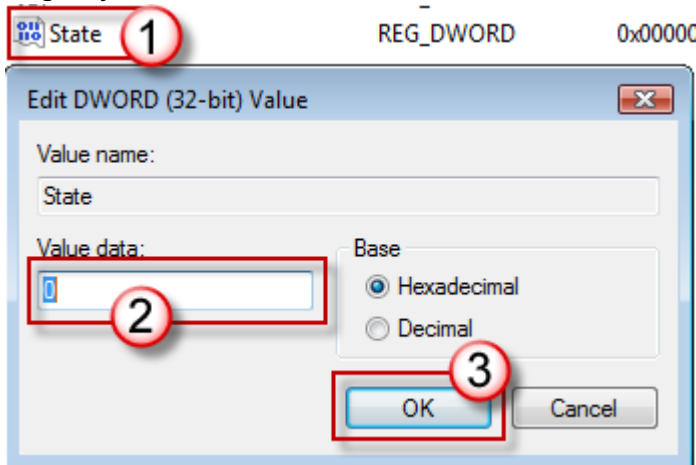 State 1 REG_DWORD 0x00000
Edit DWORD (32-bit) Value
Value name:
State
Value data: Base
0 Hexadecimal
2 Decimal
3
OK Cancel